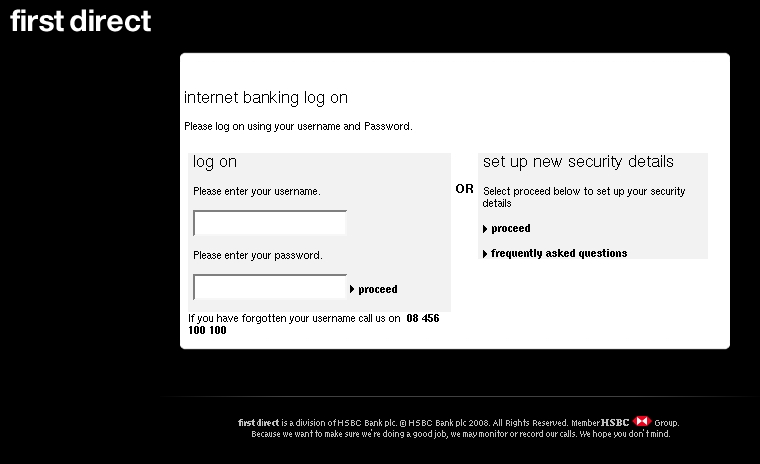 first direct
internet banking log on
Please log on using your username and Password.
log on
Please enter your username.
Please enter your password.
proceed
If you have forgotten your username call us on 08 456
100 100
OR
set up new security details
Select proceed below to set up your security
details
proceed
frequently asked questions
first direct is a division of HSBC Bank plc. © HSBC Bank plc 2008. All Rights Reserved. Member HSBC Group.
Because we want to make sure we're doing a good job, we may monitor or record our calls. We hope you don't mind.